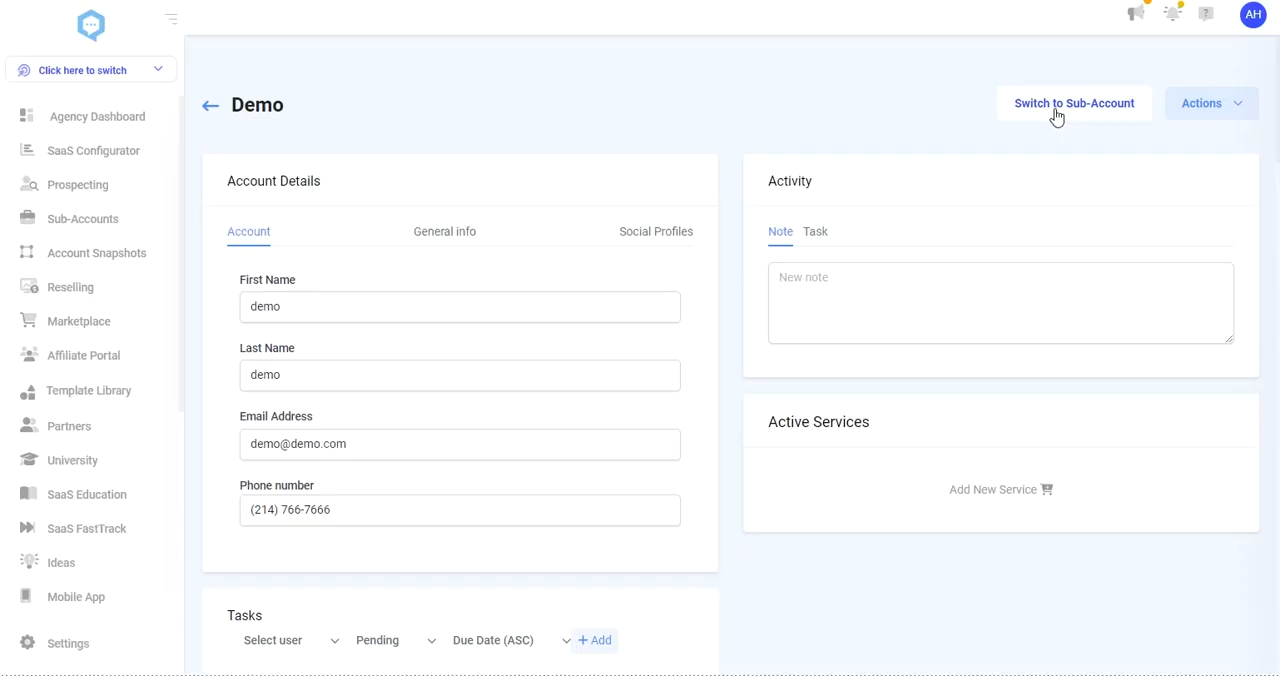 AH
Click here to switch
Agency Dashboard
SaaS Configurator
Prospecting
Sub-Accounts
Account Snapshots
Reselling
Marketplace
Affiliate Portal
Template Library
Partners
University
SaaS Education
SaaS FastTrack
Ideas
Mobile App
Settings
Demo
Switch to Sub-Account
Actions
Account Details
Account General info Social Profiles
First Name
demo
Last Name
demo
Email Address
demo@demo.com
Phone number
(214) 766-7666
Tasks
Select user Pending Due Date (ASC) + Add
Activity
Note Task
New note
Active Services
Add New Service